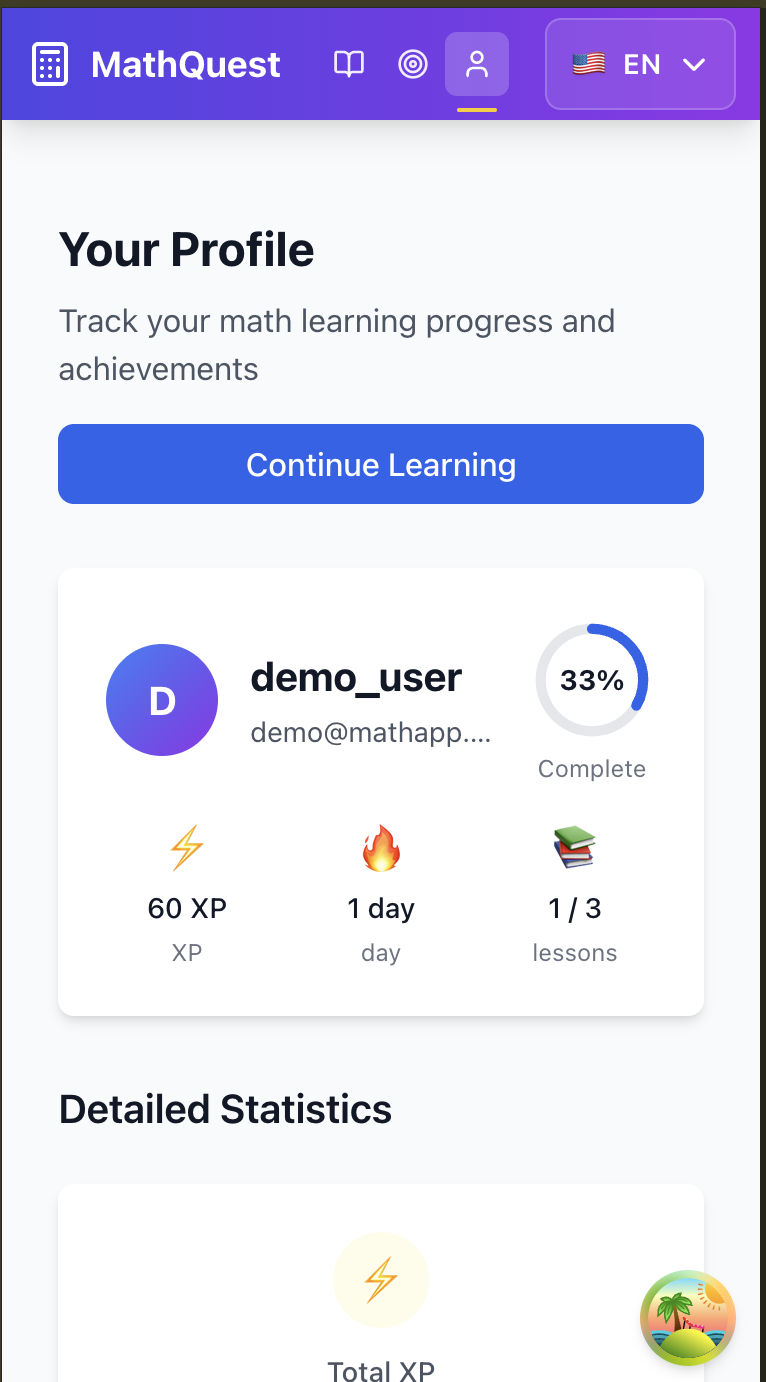 MathQuest
EN
Your Profile
Track your math learning progress and
achievements
Continue Learning
D
demo_user
demo@mathapp....
33%
Complete
60 XP
1 day
1 / 3
XP
day
lessons
Detailed Statistics
Total XP